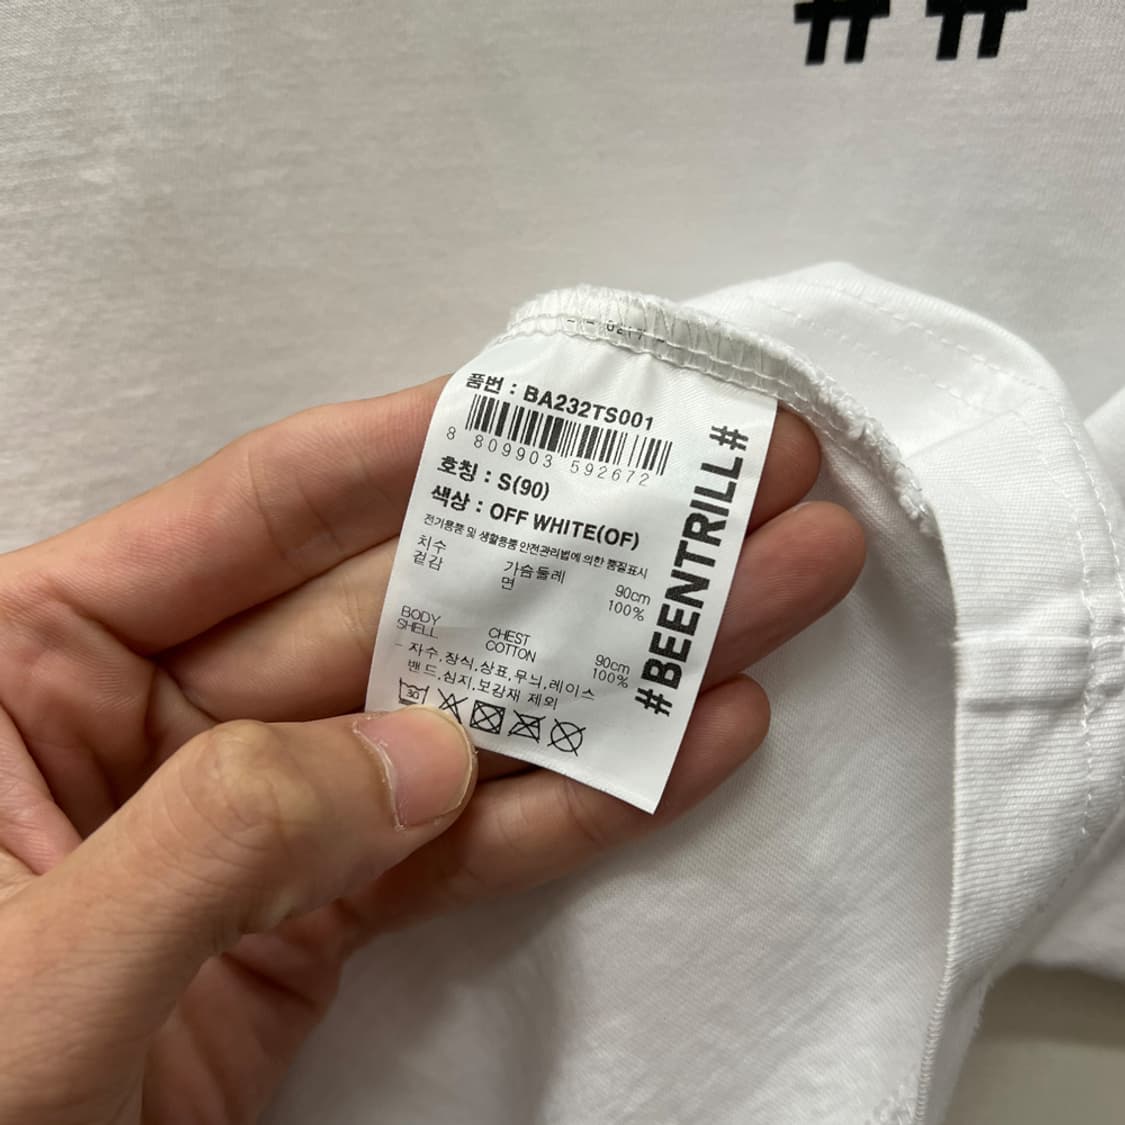 ##
품번 : BA232TS001
8 809903 592672
호칭 : S(90)
색상 : OFF WHITE(OF)
전기용품 및 생활용품 안전관리법에 의한 품질표시
치수 가슴둘레 90cm
겉감 면 100%
BODY CHEST 90cm
SHELL COTTON 100%
- 자수,장식,상표,무늬,레이스
밴드,심지,보강재 제외
30
#BEENTRILL#